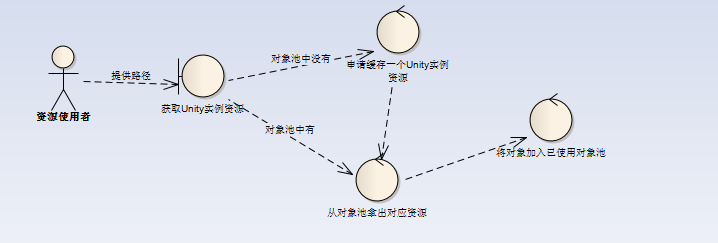 对象池中没有
申请缓存一个Unity实例
资源
提供路径
资源使用者
获取Unity实例资源
对象池中有
将对象加入已使用对象池
从对象池拿出对应资源